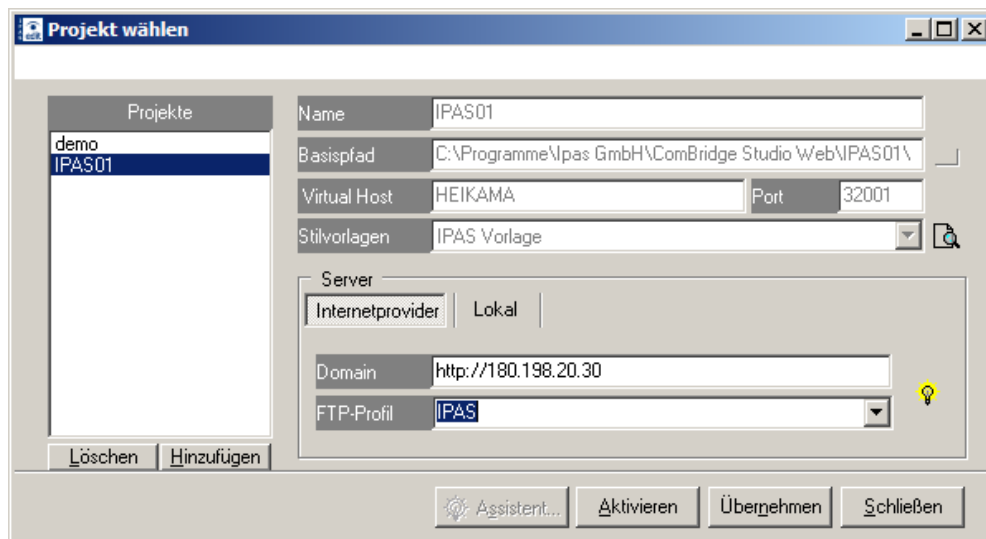 Projekt wählen
Projekte
demo
IPAS01
Löschen Hinzufügen
Name IPAS01
Basispfad C:\Programme\Ipas GmbH\ComBridge Studio Web\IPAS01\
Virtual Host HEIKAMA Port 32001
Stilvorlagen IPAS Vorlage
Server
Internetprovider Lokal
Domain http://180.198.20.30
FTP-Profil IPAS
Assistent... Aktivieren Übernehmen Schließen